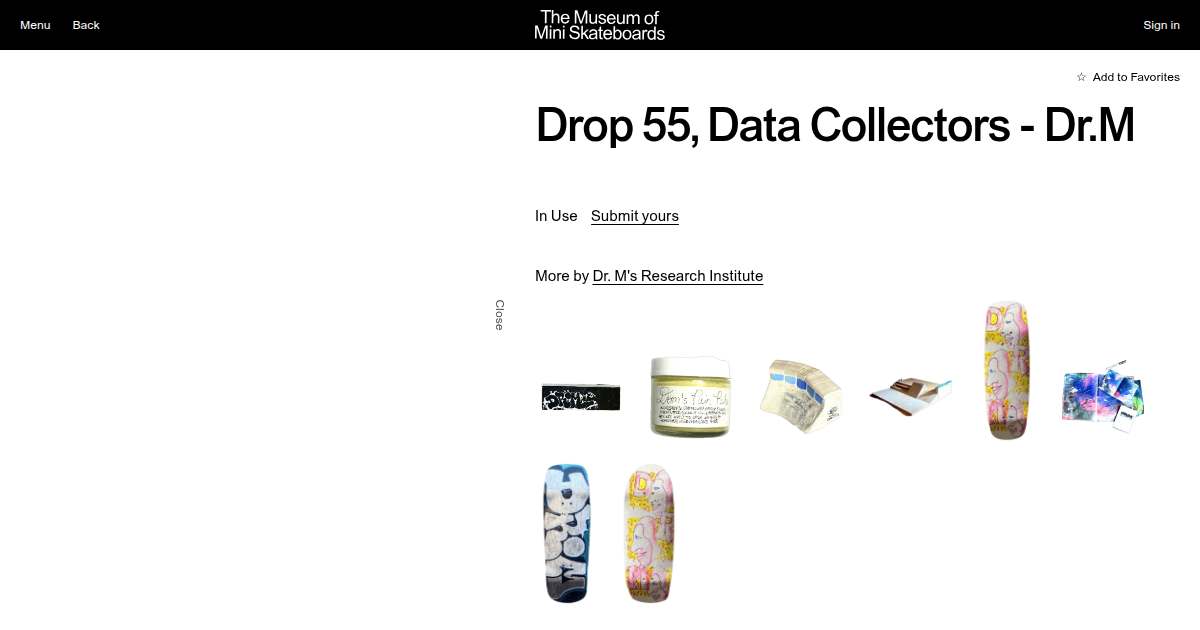 Menu
Back
The Museum of
Mini Skateboards
Sign in
☆ Add to Favorites
Drop 55, Data Collectors - Dr.M
In Use
Submit yours
More by Dr. M's Research Institute
Close